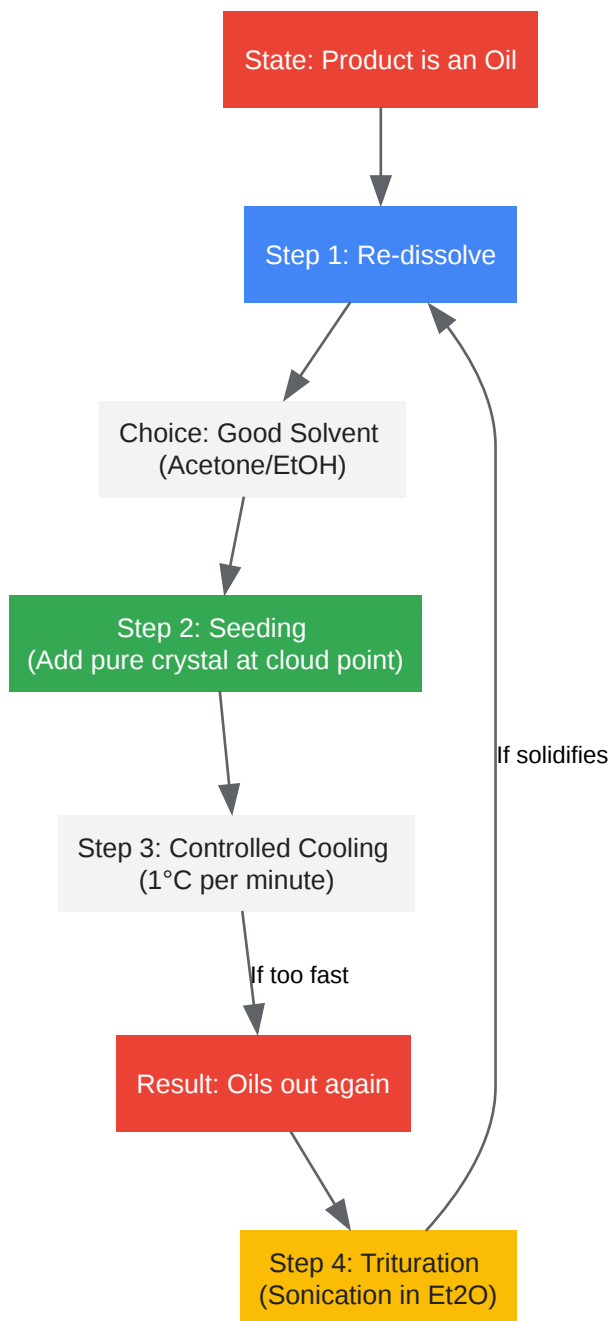 State: Product is an Oil
Step 1: Re-dissolve
Choice: Good Solvent
(Acetone/EtOH)
Step 2: Seeding
(Add pure crystal at cloud point)
If solidifies
Step 3: Controlled Cooling
(1°C per minute)
If too fast
Result: Oils out again
Step 4: Trituration
(Sonication in Et2O)